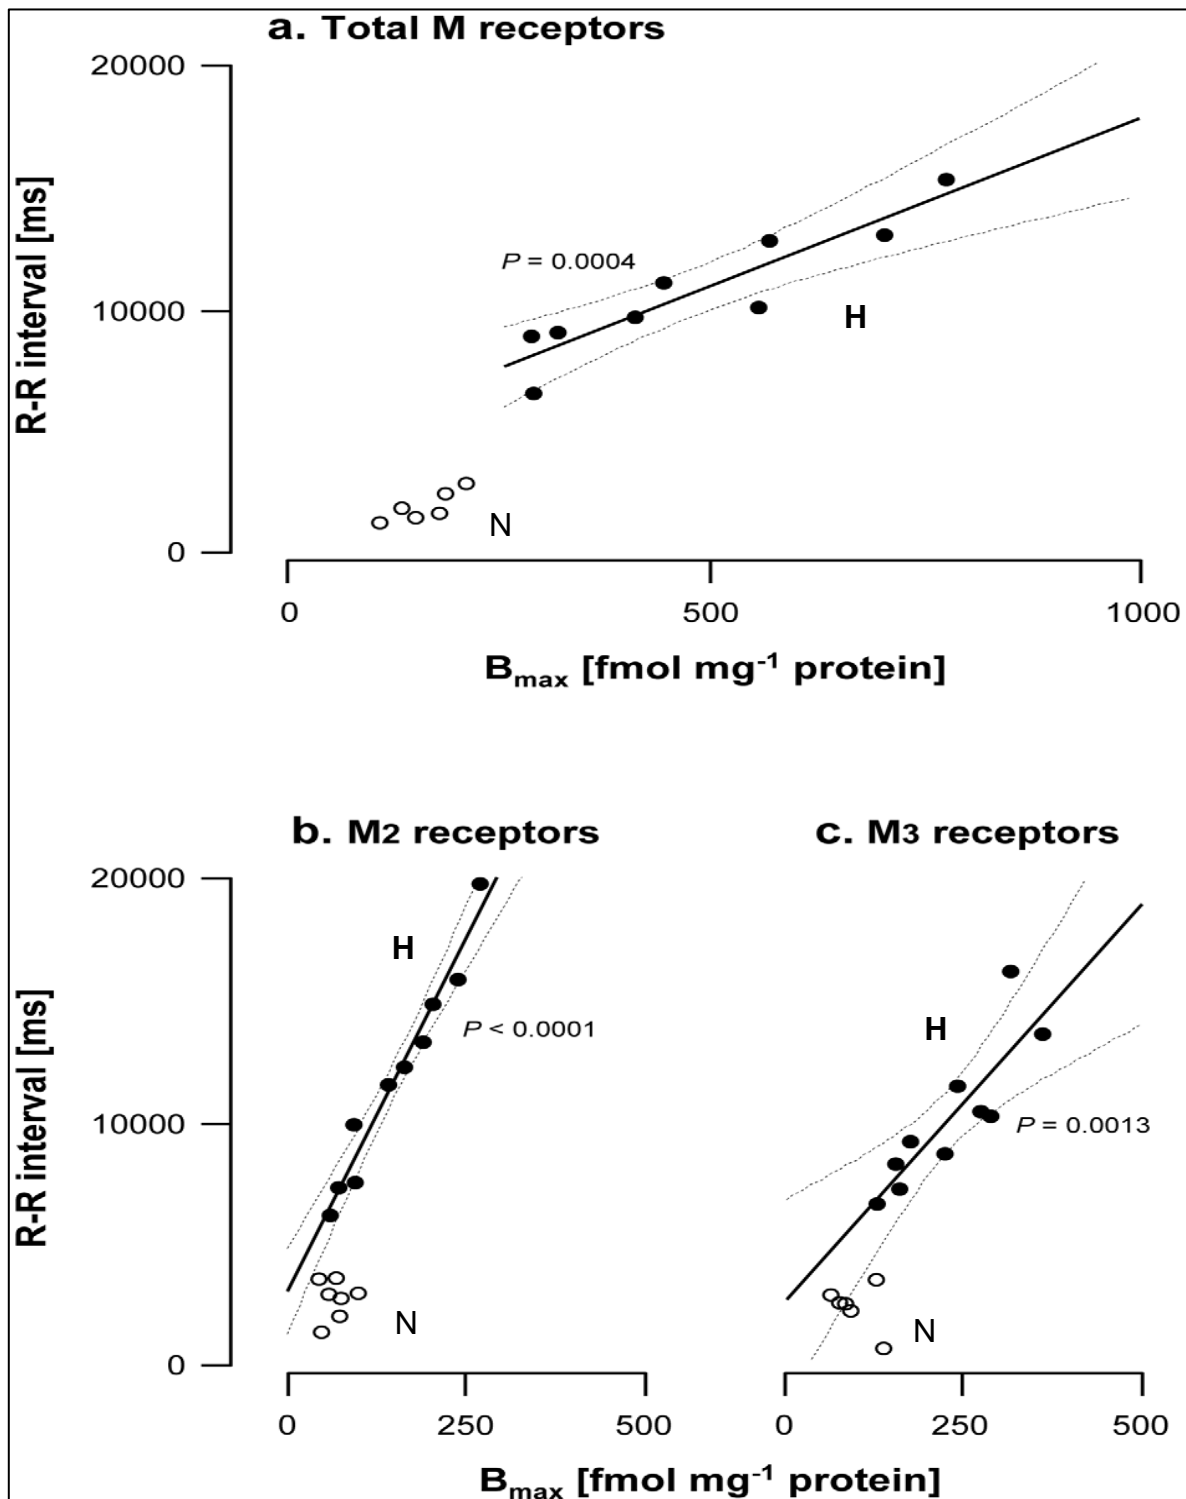 a. Total M receptors
20000
10000
0
R-R interval [ms]
P = 0.0004
H
N
0 500 1000
Bmax [fmol mg-1 protein]
b. M2 receptors
20000
10000
0
R-R interval [ms]
H
P < 0.0001
N
0 250 500
c. M3 receptors
H
P = 0.0013
N
0 250 500
Bmax [fmol mg-1 protein]